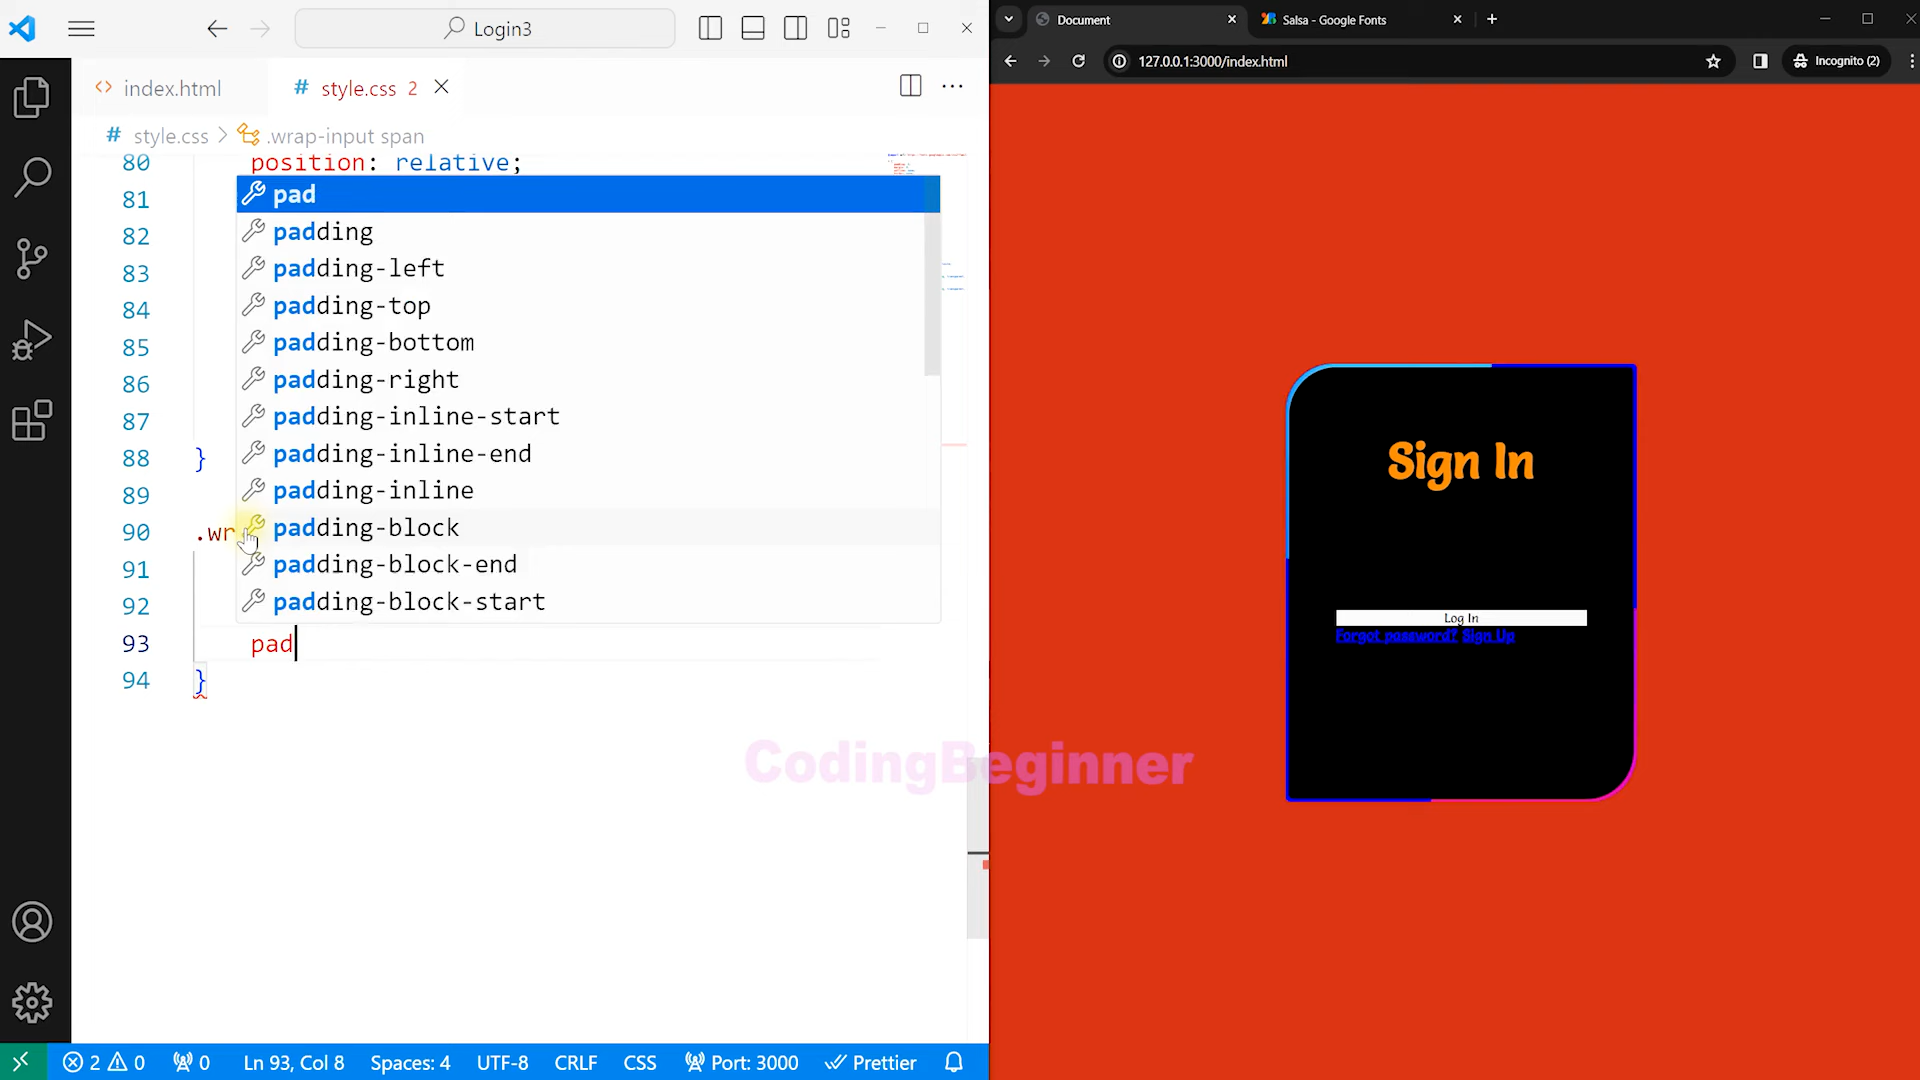 Login3
index.html
style.css 2
style.css > .wrap-input span
80 position: relative;
81 pad
82 padding
83 padding-left
84 padding-top
85 padding-bottom
86 padding-right
87 padding-inline-start
88 } padding-inline-end
89 padding-inline
90 .wr padding-block
91 padding-block-end
92 padding-block-start
93 pad
94 }
2 0 0 Ln 93, Col 8 Spaces: 4 UTF-8 CRLF CSS Port: 3000 Prettier
Document
Salsa - Google Fonts
127.0.0.1:3000/index.html
Incognito (2)
Sign In
Log In
Forgot password? Sign Up
CodingBeginner